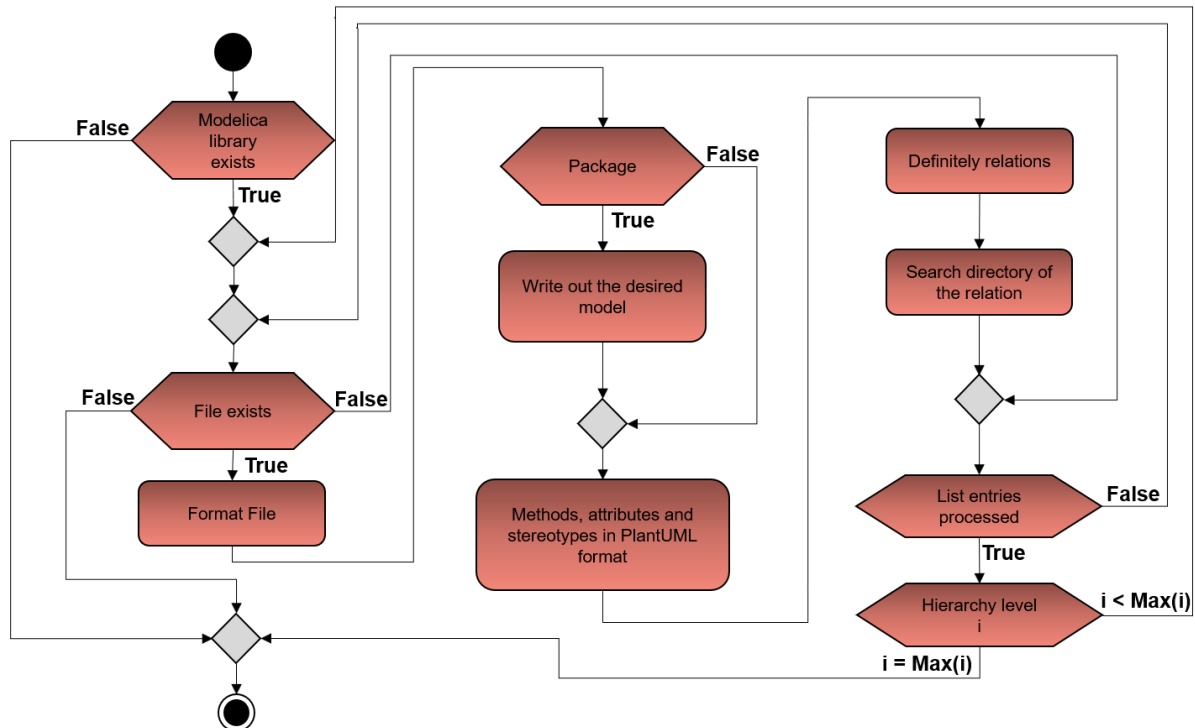 Modelica
library
exists
False
True
File exists
False
False
True
Format File
Package
False
True
Write out the desired
model
Methods, attributes and
stereotypes in PlantUML
format
Definitely relations
Search directory of
the relation
List entries
processed
False
True
Hierarchy level
i
i < Max(i)
i = Max(i)